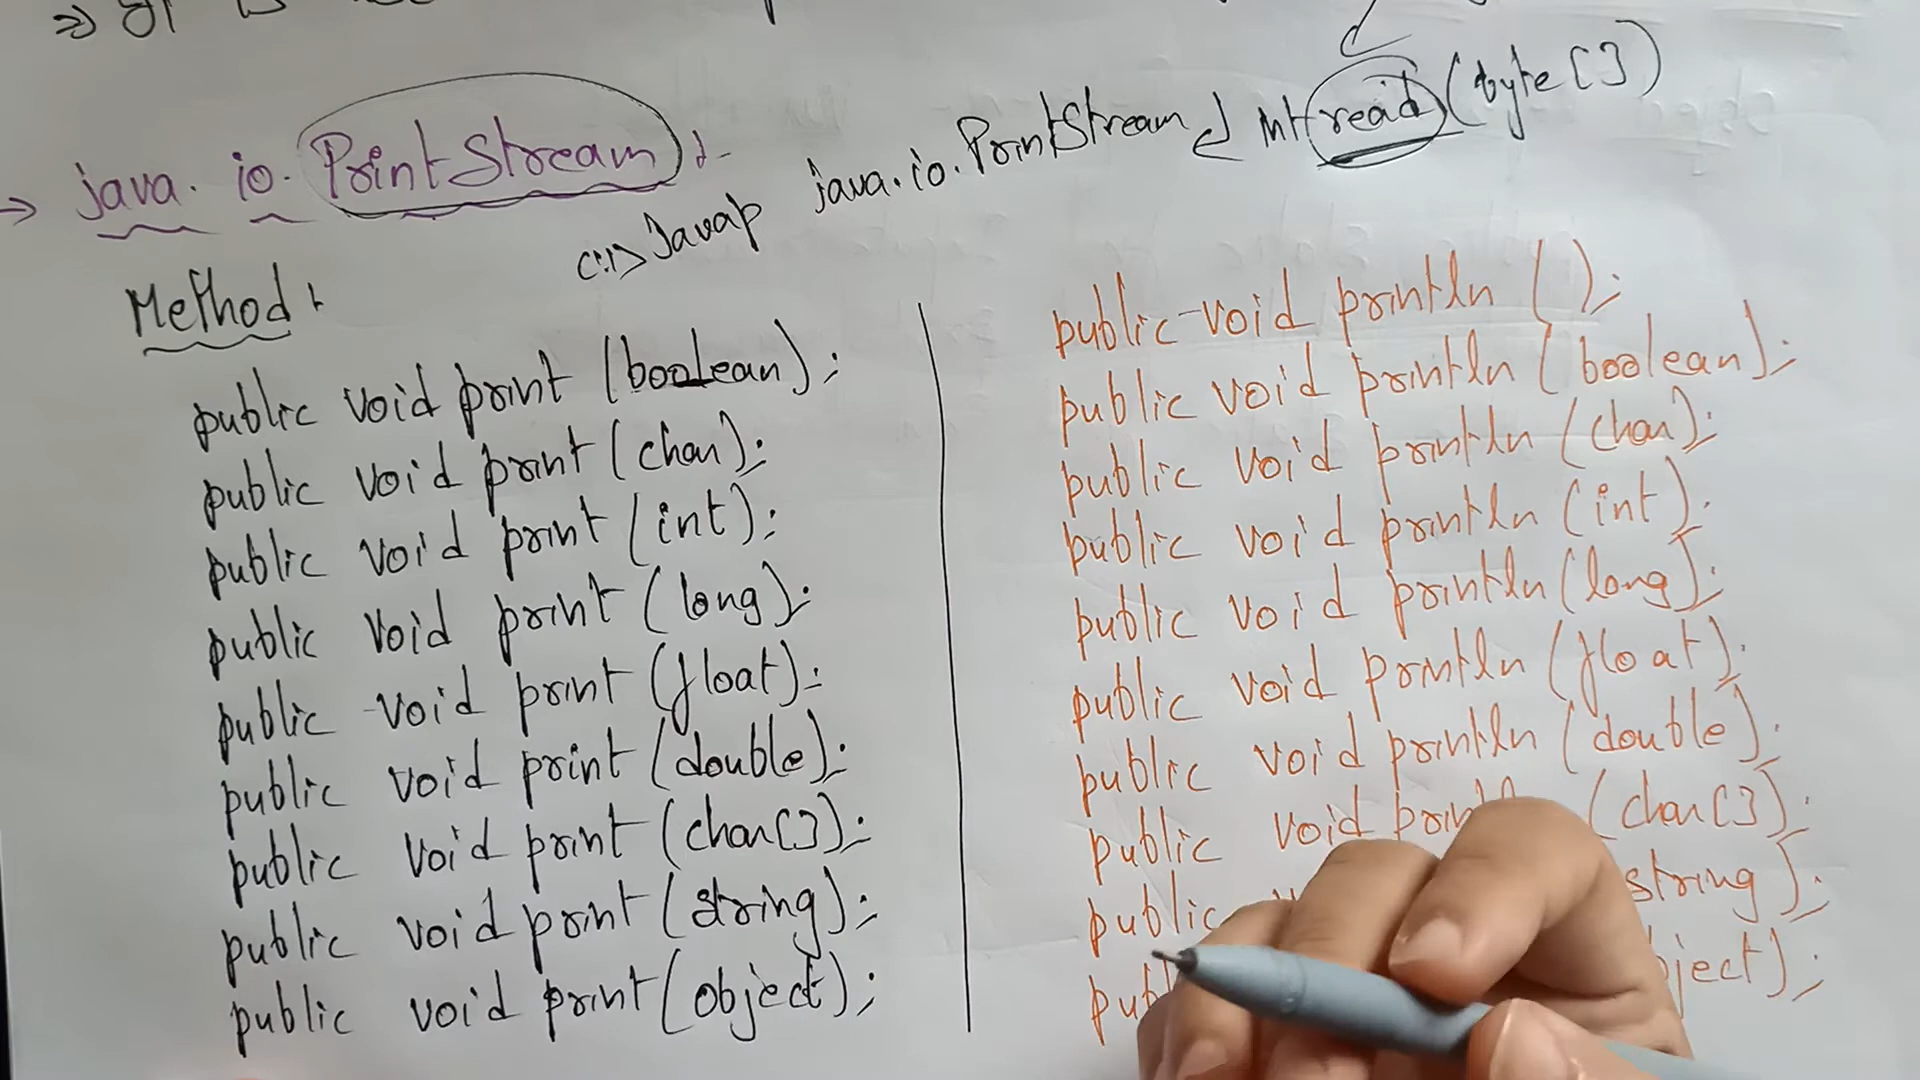 java.io.PrintStream :-
C:\> Javap java.io.PrintStream ↲ int read(byte[])
Method :
public void print (boolean);
public void print (char);
public void print (int);
public void print (long);
public void print (float);
public void print (double);
public void print (char[]);
public void print (string);
public void print (object);
public void println ();
public void println (boolean);
public void println (char);
public void println (int);
public void println (long);
public void println (float);
public void println (double);
public void (char[]);
public string);